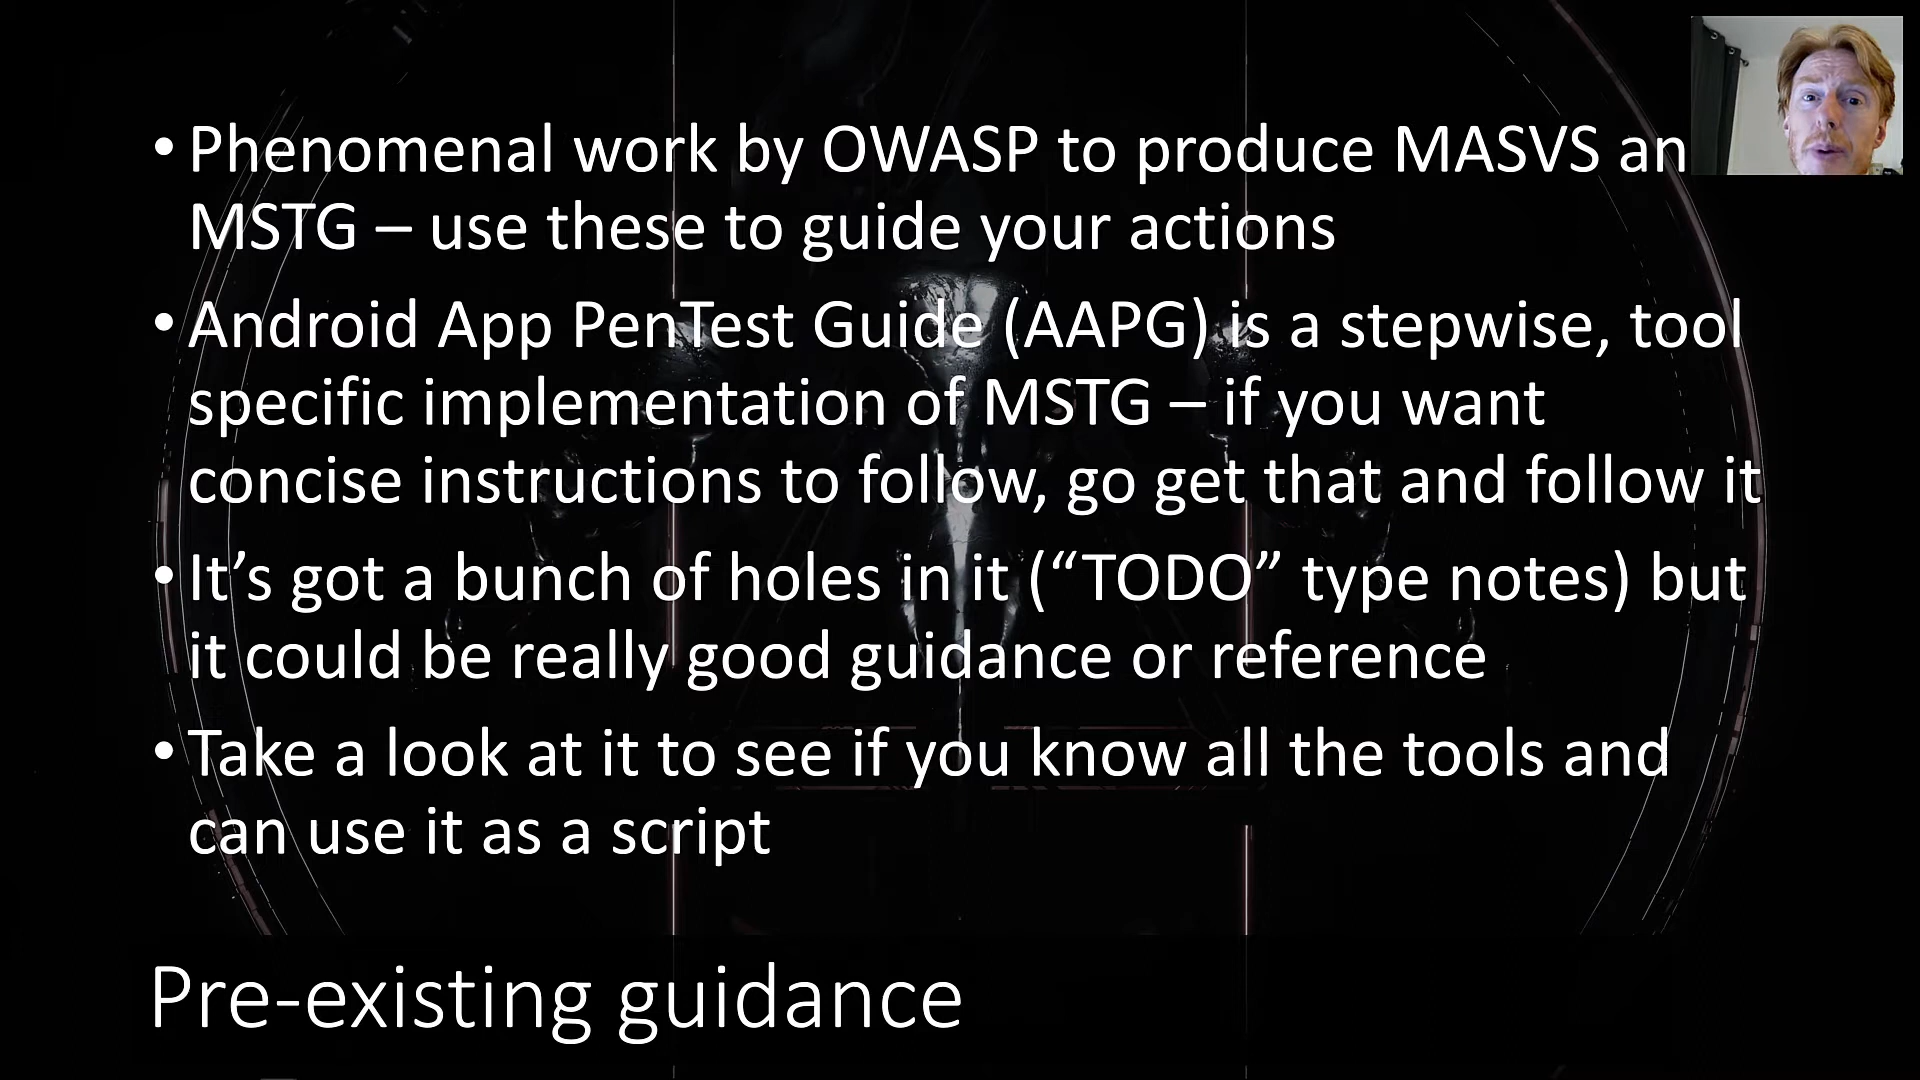 • Phenomenal work by OWASP to produce MASVS an
MSTG – use these to guide your actions
• Android App PenTest Guide (AAPG) is a stepwise, tool
specific implementation of MSTG – if you want
concise instructions to follow, go get that and follow it
• It’s got a bunch of holes in it (“TODO” type notes) but
it could be really good guidance or reference
• Take a look at it to see if you know all the tools and
can use it as a script
Pre-existing guidance